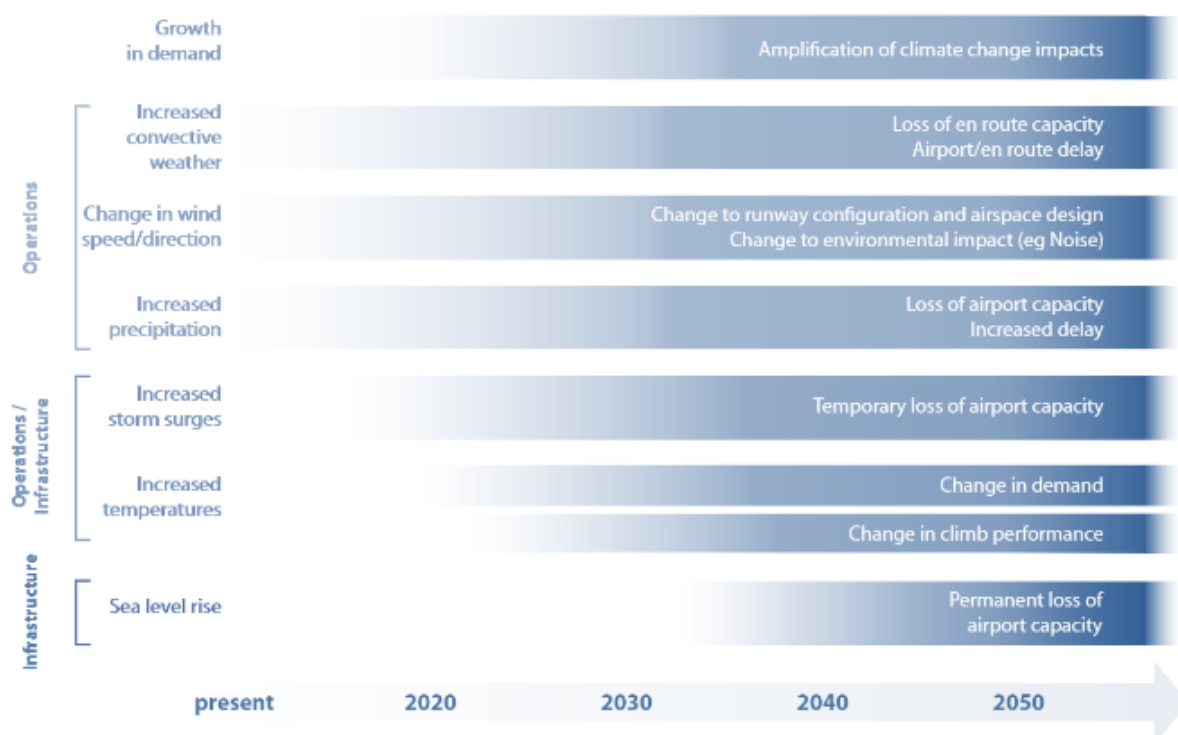 Growth
in demand
Amplification of climate change impacts
Operations
Increased
convective
weather
Loss of en route capacity
Airport/en route delay
Change in wind
speed/direction
Change to runway configuration and airspace design
Change to environmental impact (eg Noise)
Increased
precipitation
Loss of airport capacity
Increased delay
Operations /
Infrastructure
Increased
storm surges
Temporary loss of airport capacity
Increased
temperatures
Change in demand
Change in climb performance
Infrastructure
Sea level rise
Permanent loss of
airport capacity
present 2020 2030 2040 2050